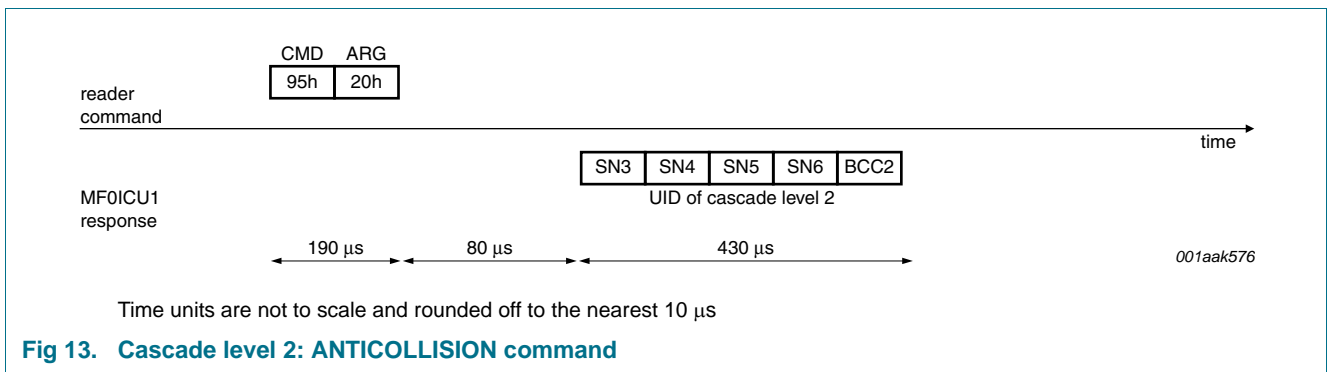 CMD ARG
95h 20h
reader
command
time
SN3 SN4 SN5 SN6 BCC2
MF0ICU1
response
UID of cascade level 2
190 μs 80 μs 430 μs
001aak576
Time units are not to scale and rounded off to the nearest 10 μs
Fig 13. Cascade level 2: ANTICOLLISION command